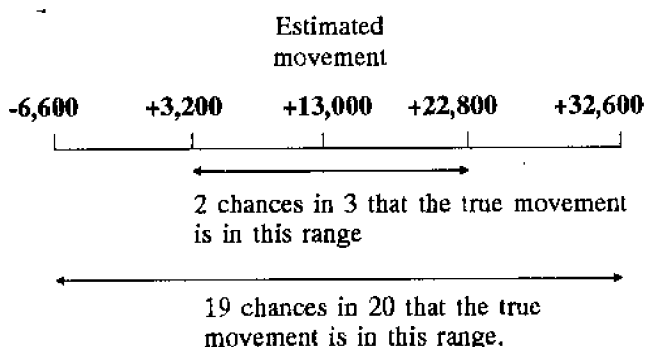 Estimated
movement
-6,600 +3,200 +13,000 +22,800 +32,600
2 chances in 3 that the true movement
is in this range
19 chances in 20 that the true
movement is in this range.